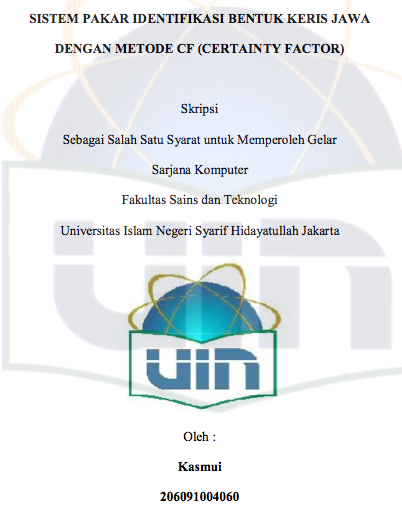 SISTEM PAKAR IDENTIFIKASI BENTUK KERIS JAWA
DENGAN METODE CF (CERTAINTY FACTOR)
Skripsi
Sebagai Salah Satu Syarat untuk Memperoleh Gelar
Sarjana Komputer
Fakultas Sains dan Teknologi
Universitas Islam Negeri Syarif Hidayatullah Jakarta
uin
Oleh :
Kasmui
206091004060